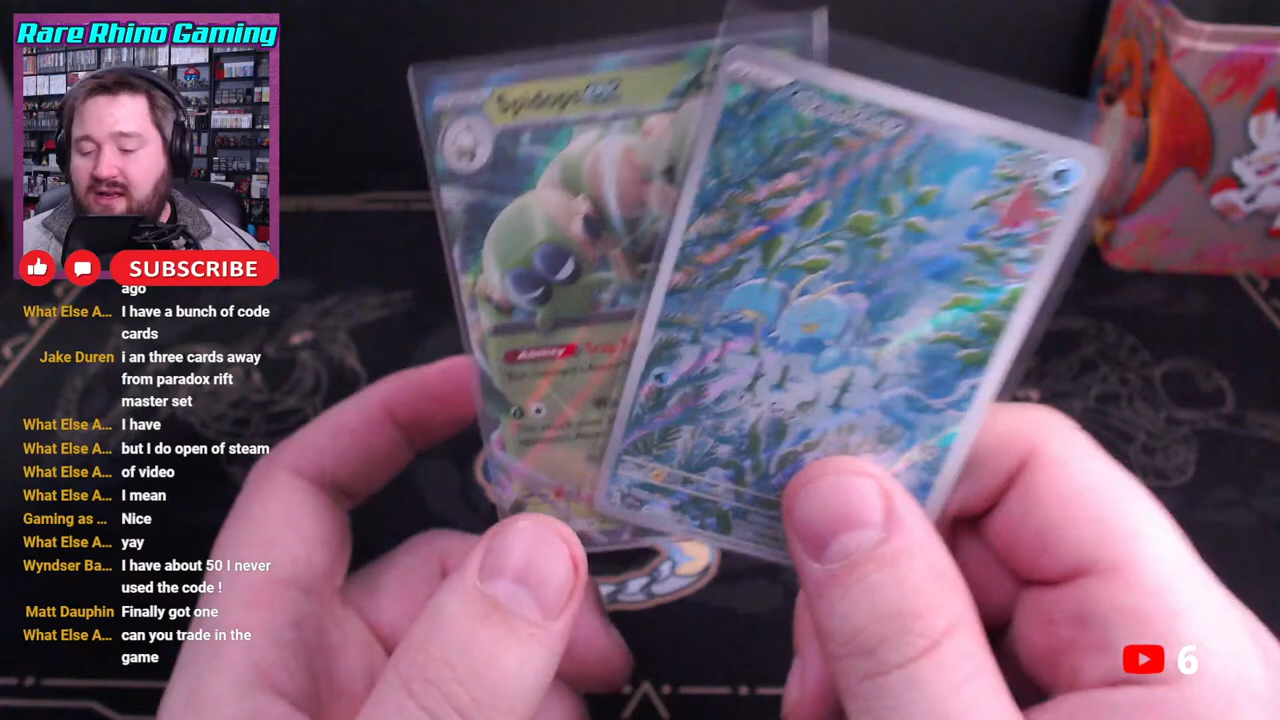 Rare Rhino Gaming
SUBSCRIBE
ago
What Else A... I have a bunch of code
cards
Jake Duren i an three cards away
from paradox rift
master set
What Else A... I have
What Else A... but I do open of steam
What Else A... of video
What Else A... I mean
Gaming as ... Nice
What Else A... yay
Wyndser Ba... I have about 50 I never
used the code !
Matt Dauphin Finally got one
What Else A... can you trade in the
game
Spidops ex
Ability
6